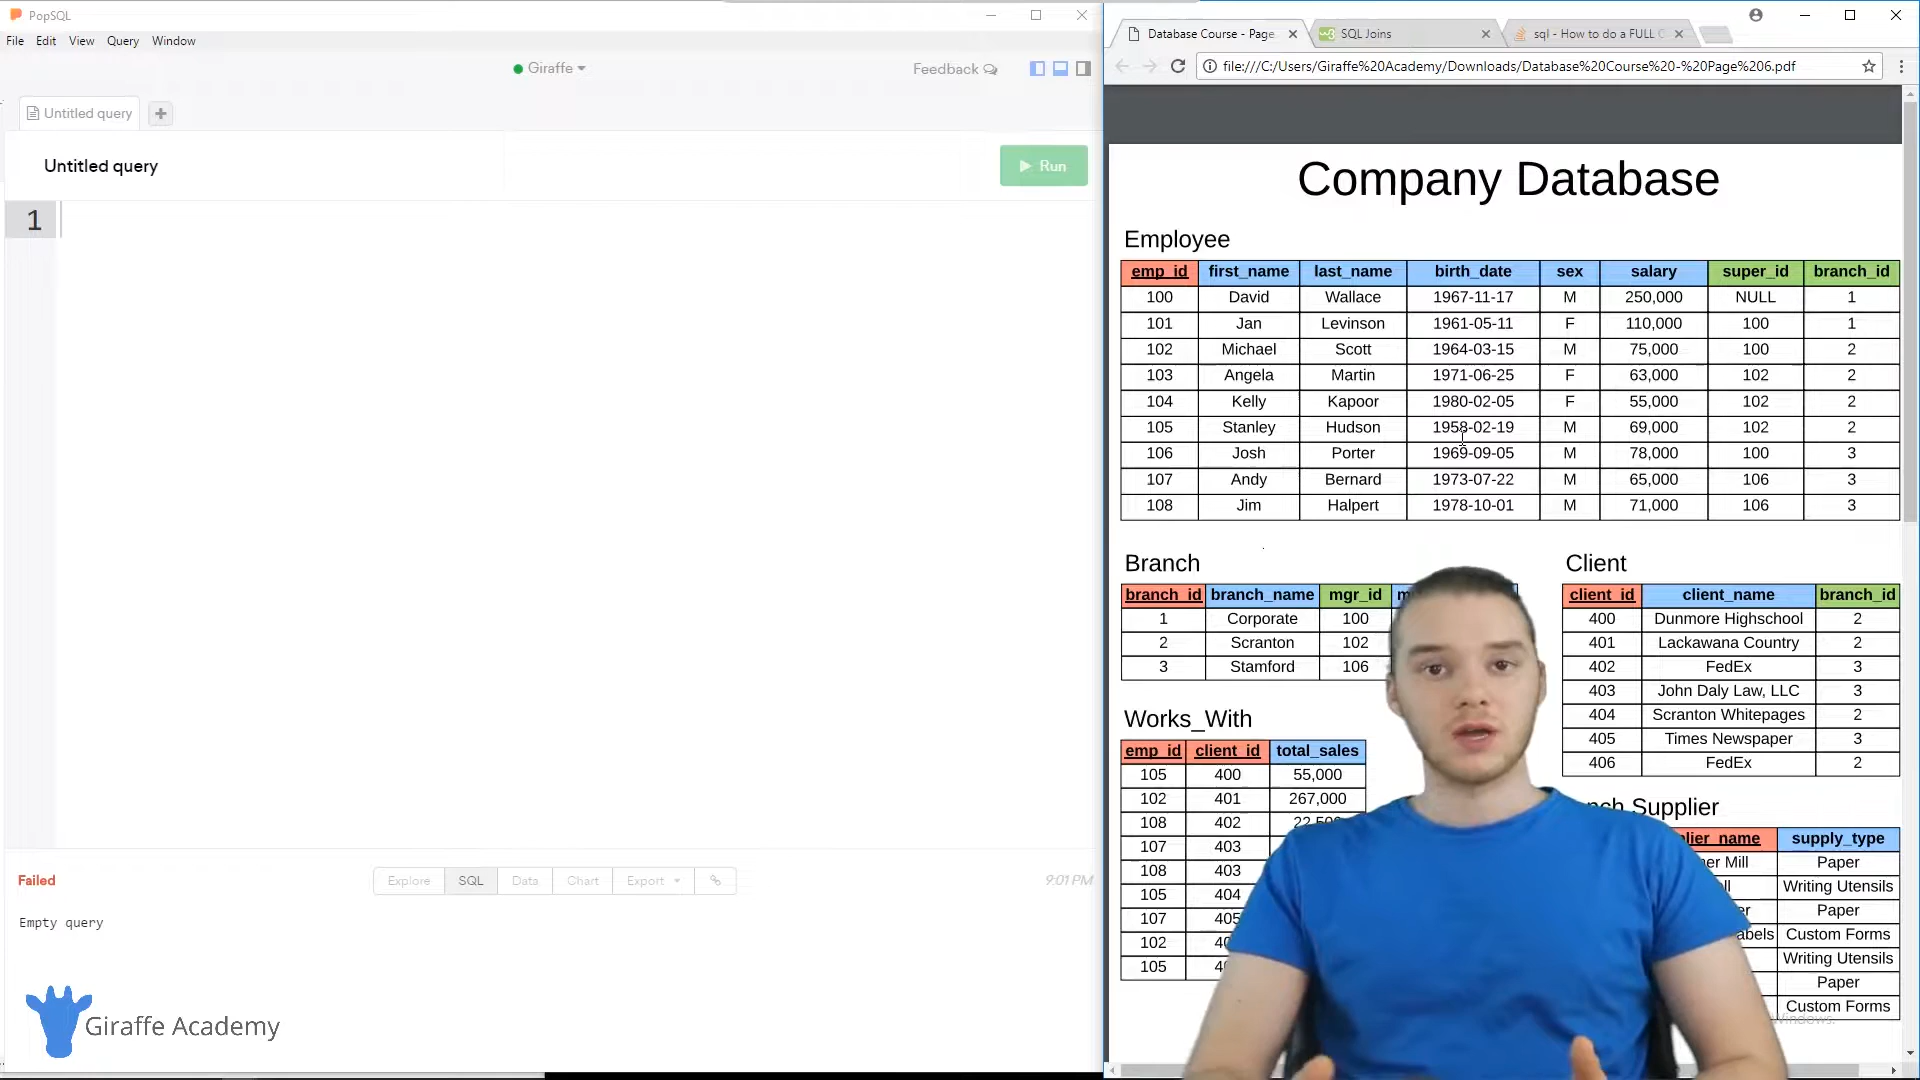 PopSQL
File Edit View Query Window
Giraffe
Feedback
Untitled query
Untitled query
Run
1
Failed
Explore SQL Data Chart Export
9:01 PM
Empty query
Giraffe Academy
Database Course - Page
SQL Joins
sql - How to do a FULL
file:///C:/Users/Giraffe%20Academy/Downloads/Database%20Course%20-%20Page%206.pdf
Company Database
Employee
emp_id first_name last_name birth_date sex salary super_id branch_id
100 David Wallace 1967-11-17 M 250,000 NULL 1
101 Jan Levinson 1961-05-11 F 110,000 100 1
102 Michael Scott 1964-03-15 M 75,000 100 2
103 Angela Martin 1971-06-25 F 63,000 102 2
104 Kelly Kapoor 1980-02-05 F 55,000 102 2
105 Stanley Hudson 1958-02-19 M 69,000 102 2
106 Josh Porter 1969-09-05 M 78,000 100 3
107 Andy Bernard 1973-07-22 M 65,000 106 3
108 Jim Halpert 1978-10-01 M 71,000 106 3
Branch
branch_id branch_name mgr_id
1 Corporate 100
2 Scranton 102
3 Stamford 106
Client
client_id client_name branch_id
400 Dunmore Highschool 2
401 Lackawana Country 2
402 FedEx 3
403 John Daly Law, LLC 3
404 Scranton Whitepages 2
405 Times Newspaper 3
406 FedEx 2
Works_With
emp_id client_id total_sales
105 400 55,000
102 401 267,000
108 402
107 403
108 403
105 404
107 405
102
105
Supplier
supply_type
Mill Paper
Writing Utensils
Paper
Custom Forms
Writing Utensils
Paper
Custom Forms